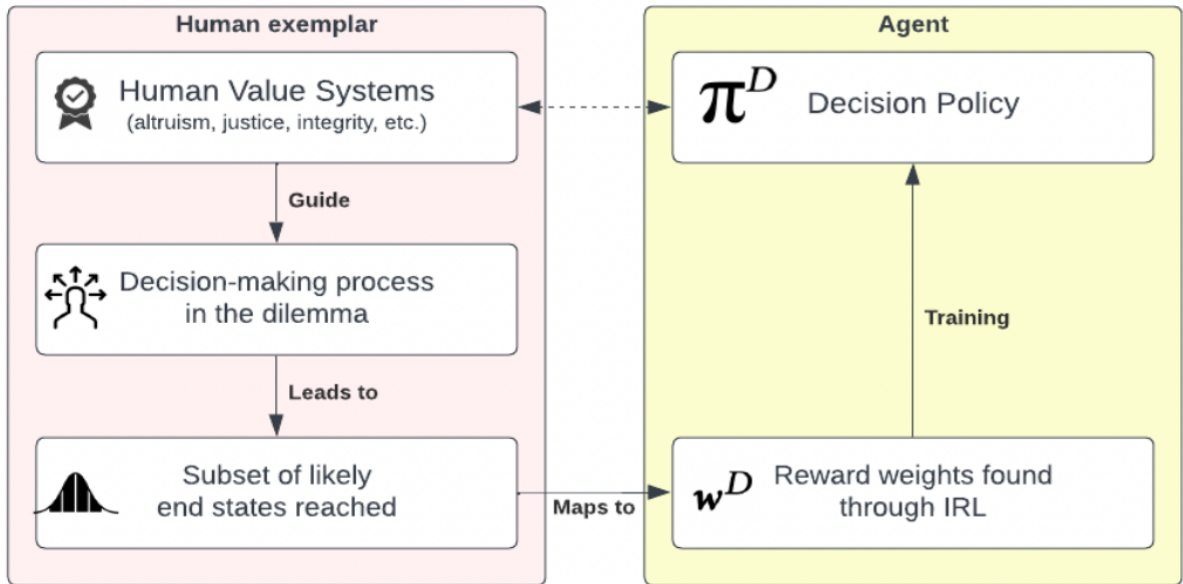 Human exemplar
Human Value Systems
(altruism, justice, integrity, etc.)
Guide
Decision-making process
in the dilemma
Leads to
Subset of likely
end states reached
Maps to
Agent
π^D Decision Policy
Training
w^D Reward weights found
through IRL